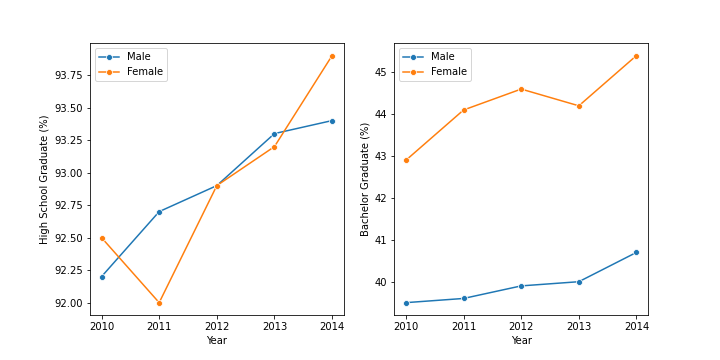 High School Graduate (%)
93.75
93.50
93.25
93.00
92.75
92.50
92.25
92.00
Male
Female
2010 2011 2012 2013 2014
Year
Bachelor Graduate (%)
45
44
43
42
41
40
Male
Female
2010 2011 2012 2013 2014
Year